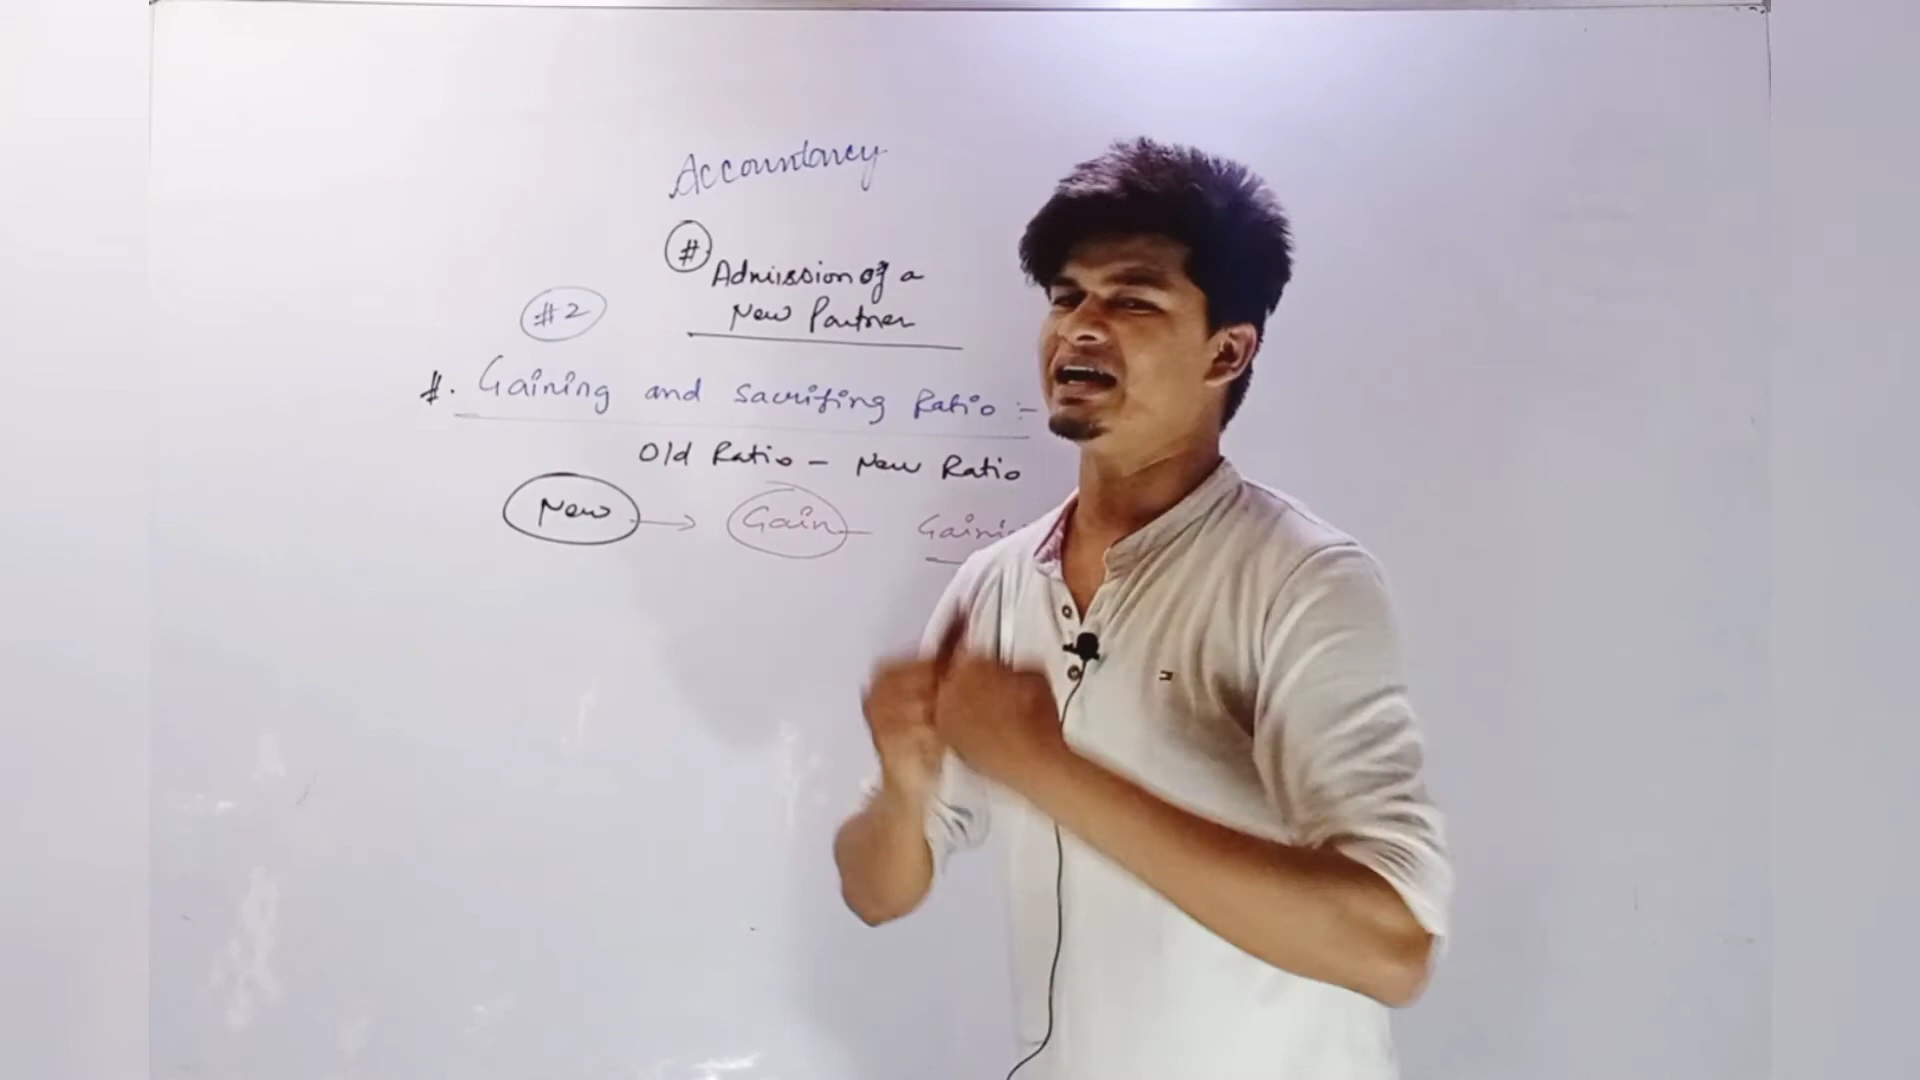 Accountancy
#
Admission of a
New Partner
#2
#. Gaining and sacrifing Ratio :-
Old Ratio - New Ratio
New → Gain -